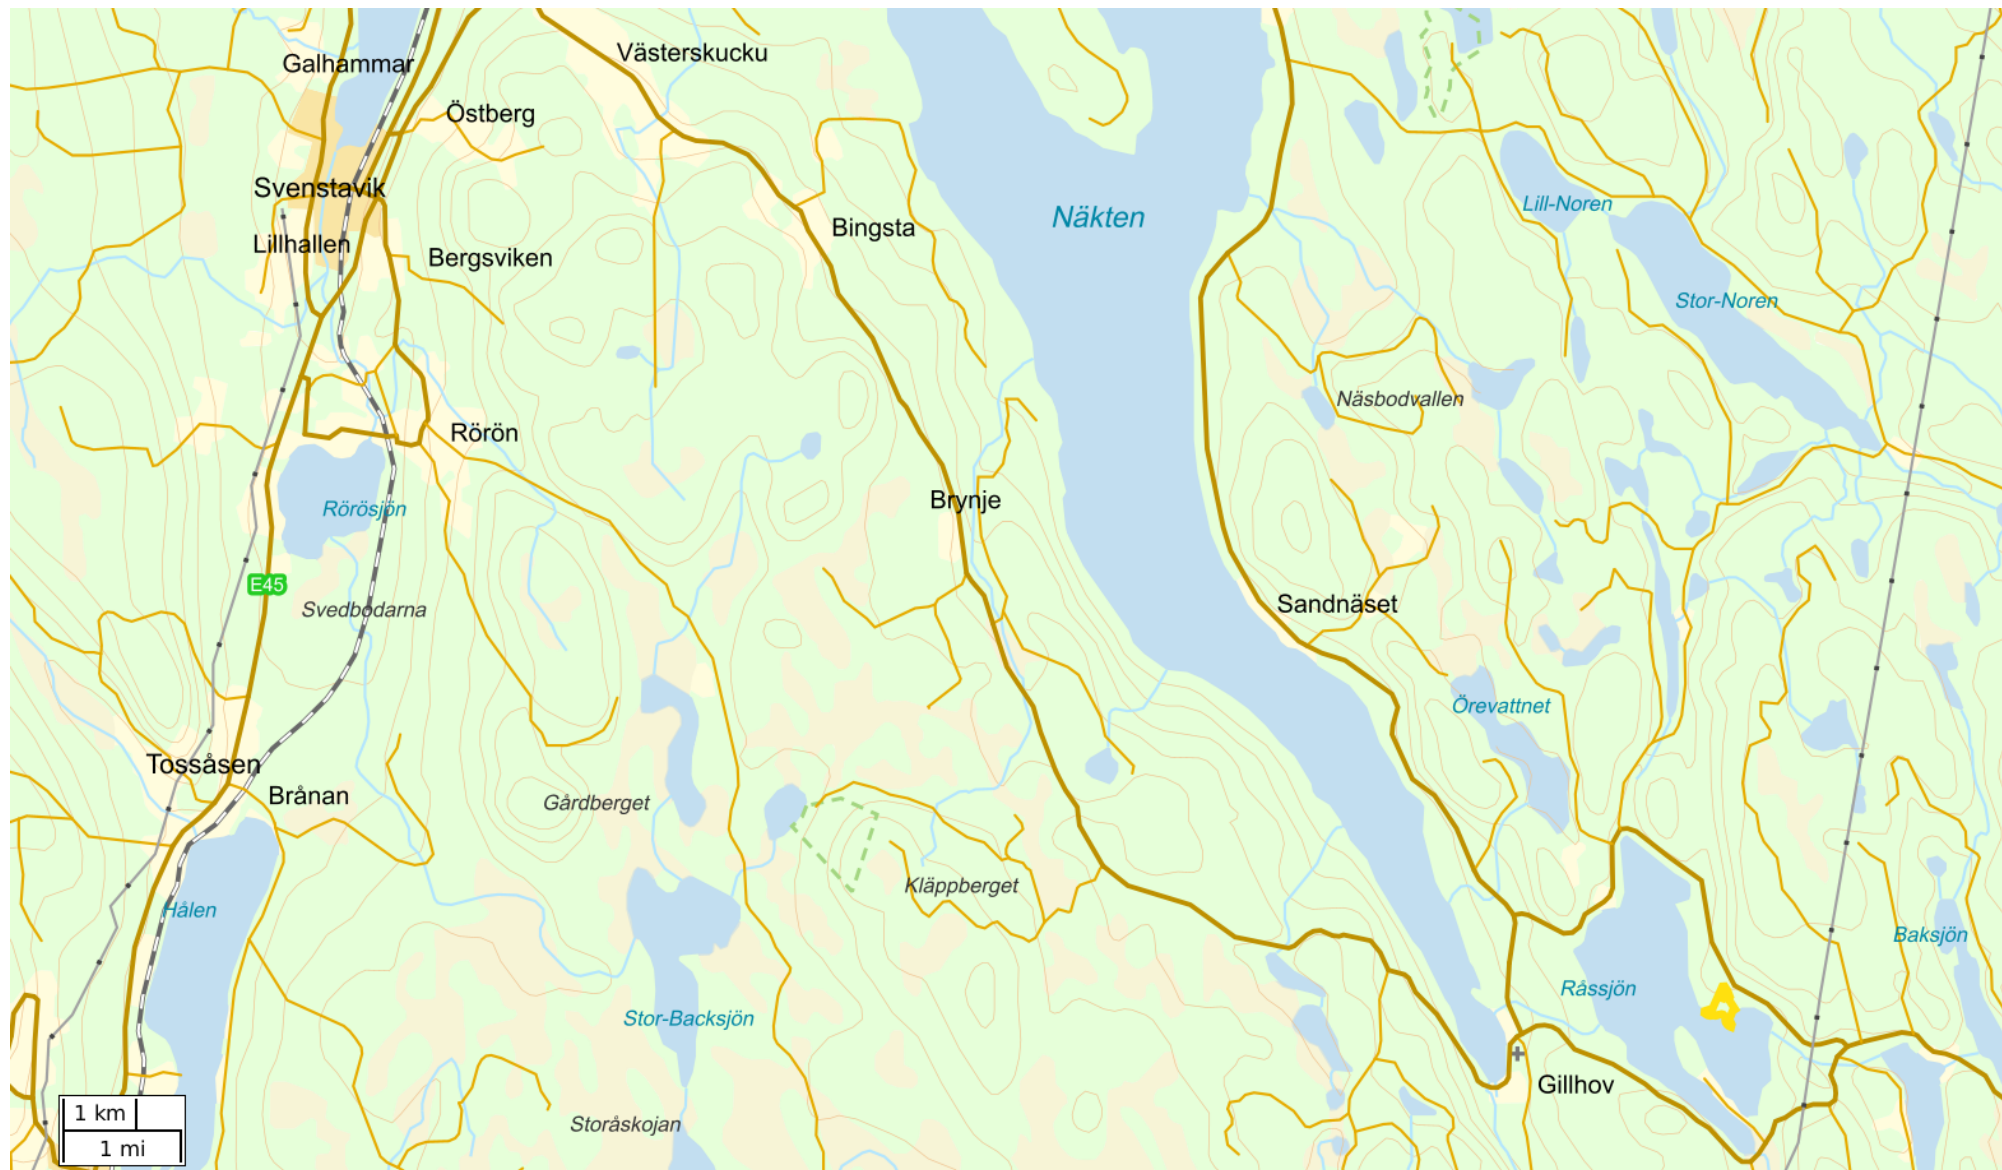 Västerskucku
Galhammar
Östberg
Svenstavik
Lill-Noren
Näkten
Bingsta
Lillhallen
Bergsviken
Stor-Noren
Näsbodvallen
Rörön
Brynje
Rörösjön
E45
Sandnäset
Svedbodarna
Örevattnet
Tossåsen
Brånan
Gårdberget
Kläppberget
Hålen
Baksjön
Råssjön
Stor-Backsjön
Gillhov
1 km
Storåskojan
1 mi